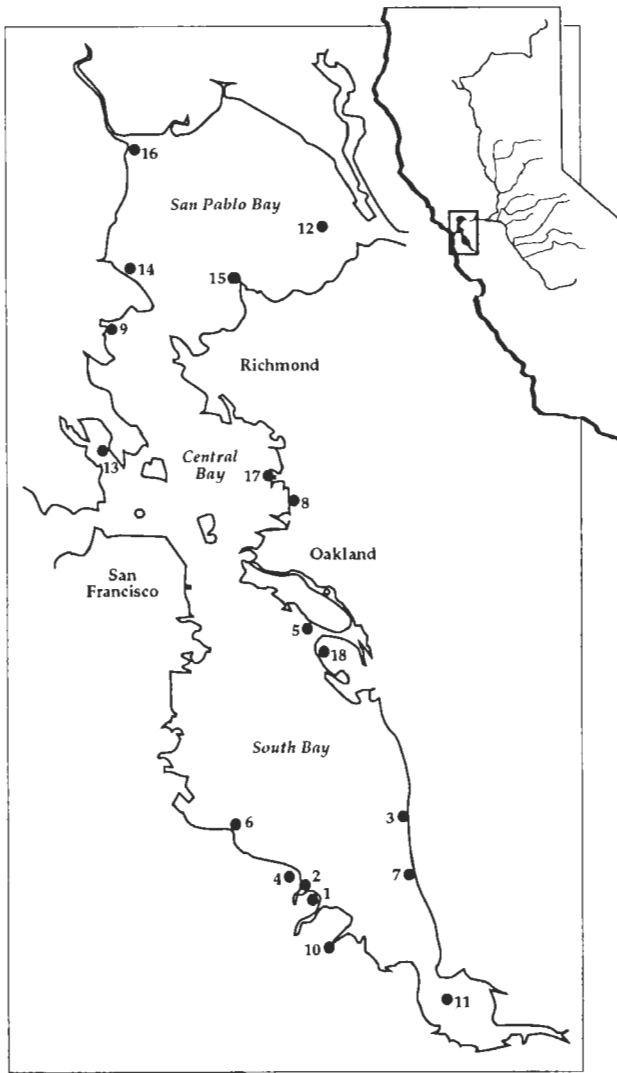 16
San Pablo Bay
12
14
15
9
Richmond
13
Central
Bay
17
8
Oakland
San
Francisco
5
18
South Bay
3
6
4
2
7
1
10
11